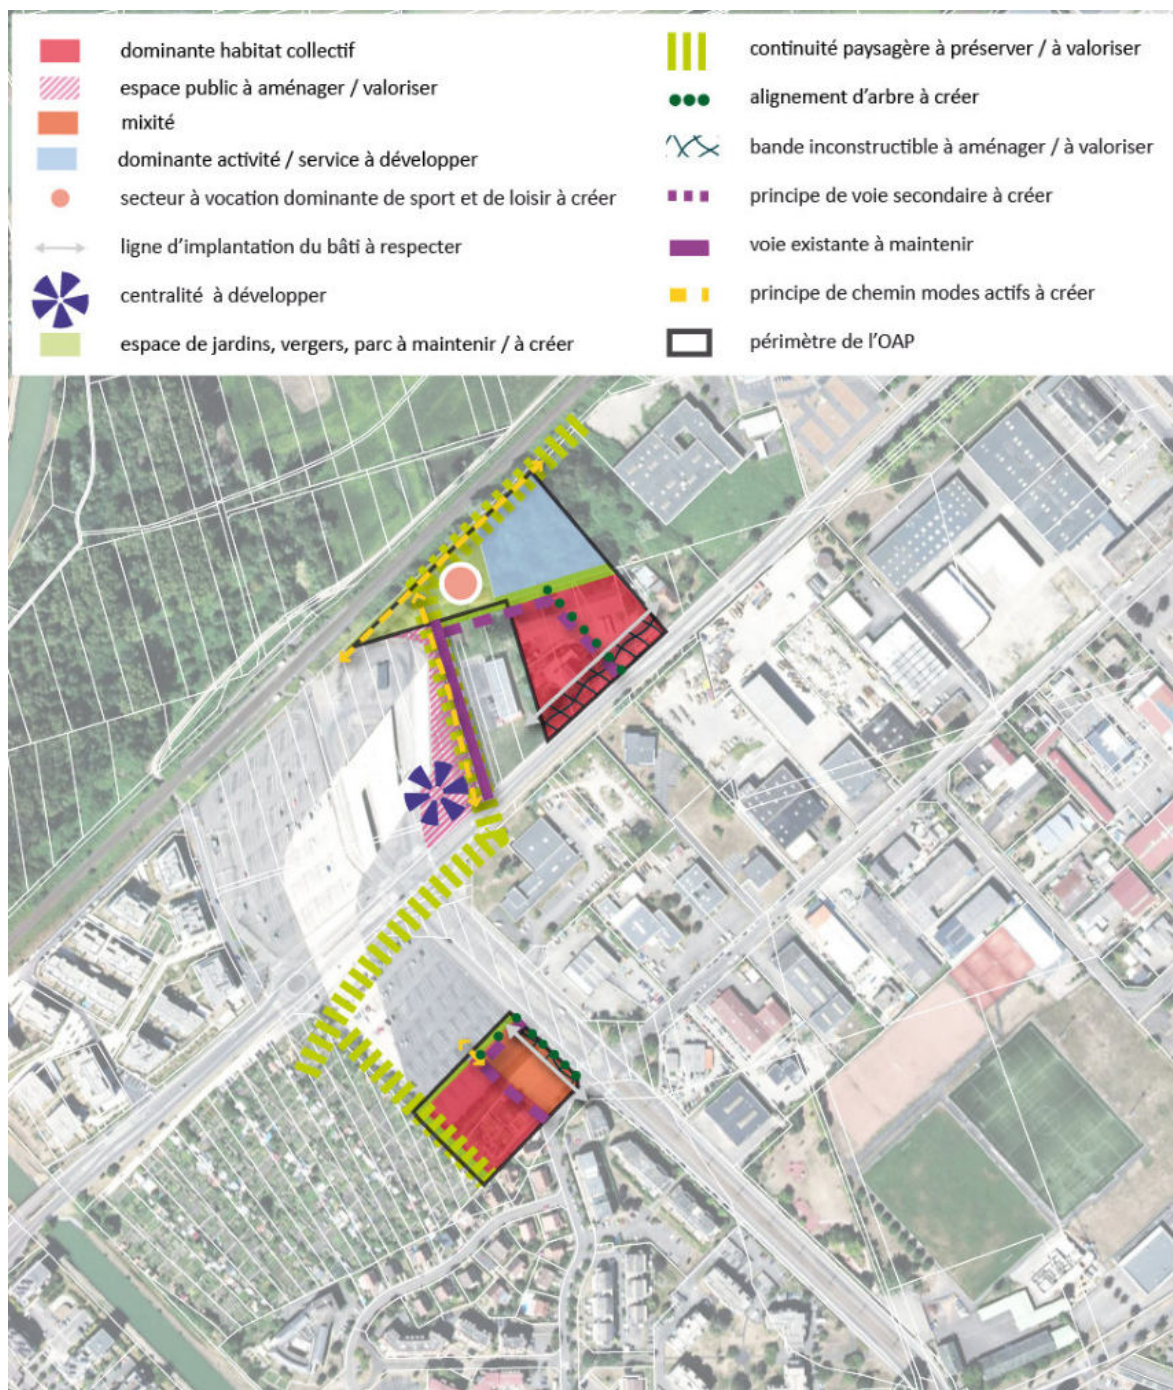 dominante habitat collectif
espace public à aménager / valoriser
mixité
dominante activité / service à développer
secteur à vocation dominante de sport et de loisir à créer
ligne d'implantation du bâti à respecter
centralité à développer
espace de jardins, vergers, parc à maintenir / à créer
continuité paysagère à préserver / à valoriser
alignement d'arbre à créer
bande inconstructible à aménager / à valoriser
principe de voie secondaire à créer
voie existante à maintenir
principe de chemin modes actifs à créer
périmètre de l'OAP